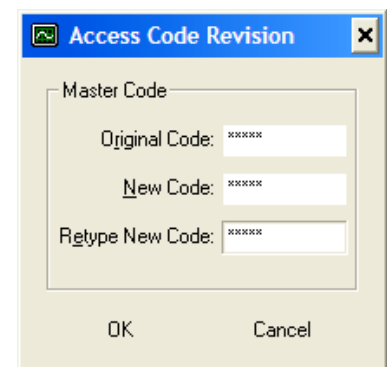 Access Code Revision
Master Code
Original Code: *****
New Code: *****
Retype New Code: *****
OK Cancel